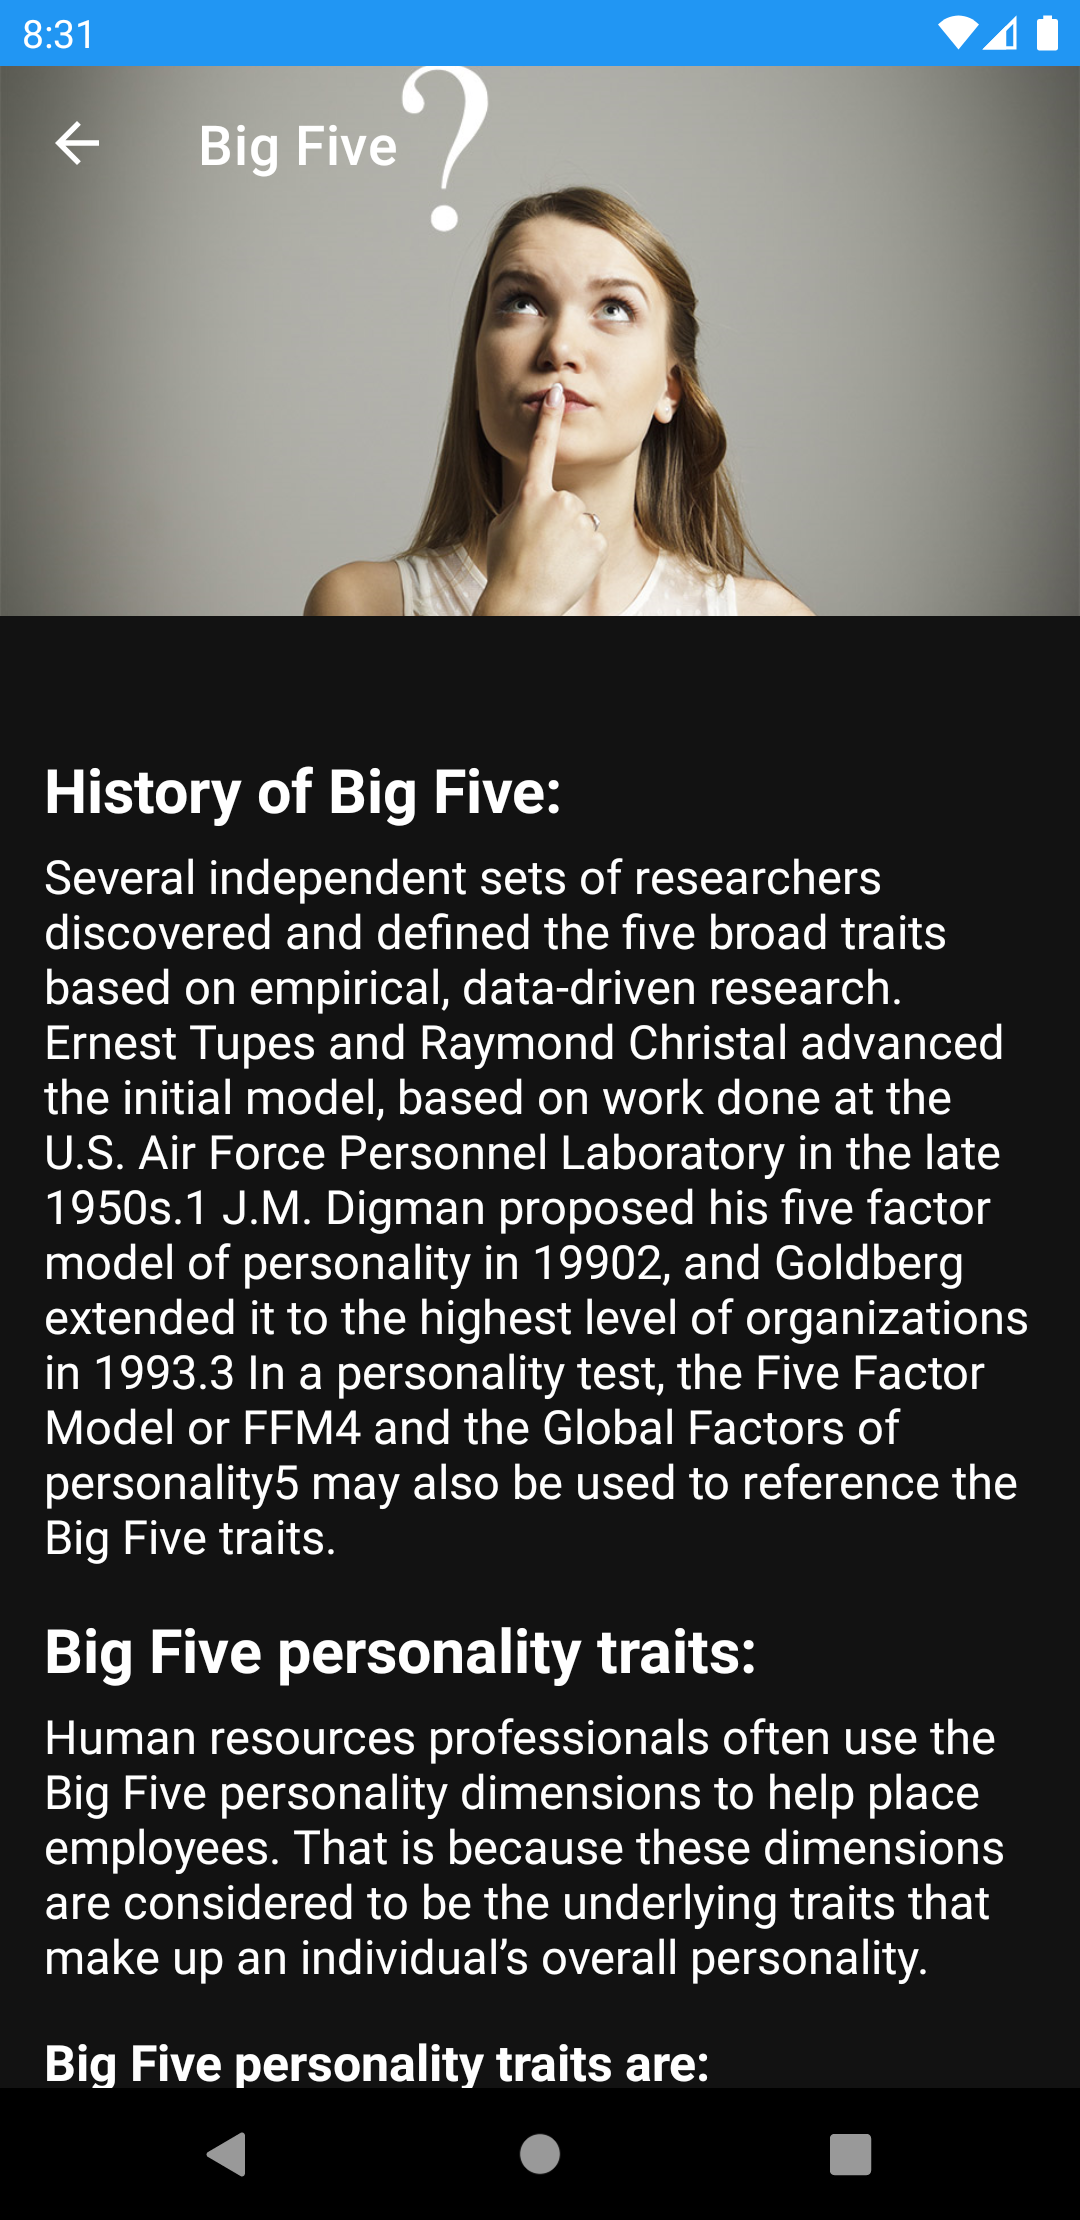 8:31
Big Five
?
History of Big Five:
Several independent sets of researchers
discovered and defined the five broad traits
based on empirical, data-driven research.
Ernest Tupes and Raymond Christal advanced
the initial model, based on work done at the
U.S. Air Force Personnel Laboratory in the late
1950s.1 J.M. Digman proposed his five factor
model of personality in 19902, and Goldberg
extended it to the highest level of organizations
in 1993.3 In a personality test, the Five Factor
Model or FFM4 and the Global Factors of
personality5 may also be used to reference the
Big Five traits.
Big Five personality traits:
Human resources professionals often use the
Big Five personality dimensions to help place
employees. That is because these dimensions
are considered to be the underlying traits that
make up an individual’s overall personality.
Big Five personality traits are: